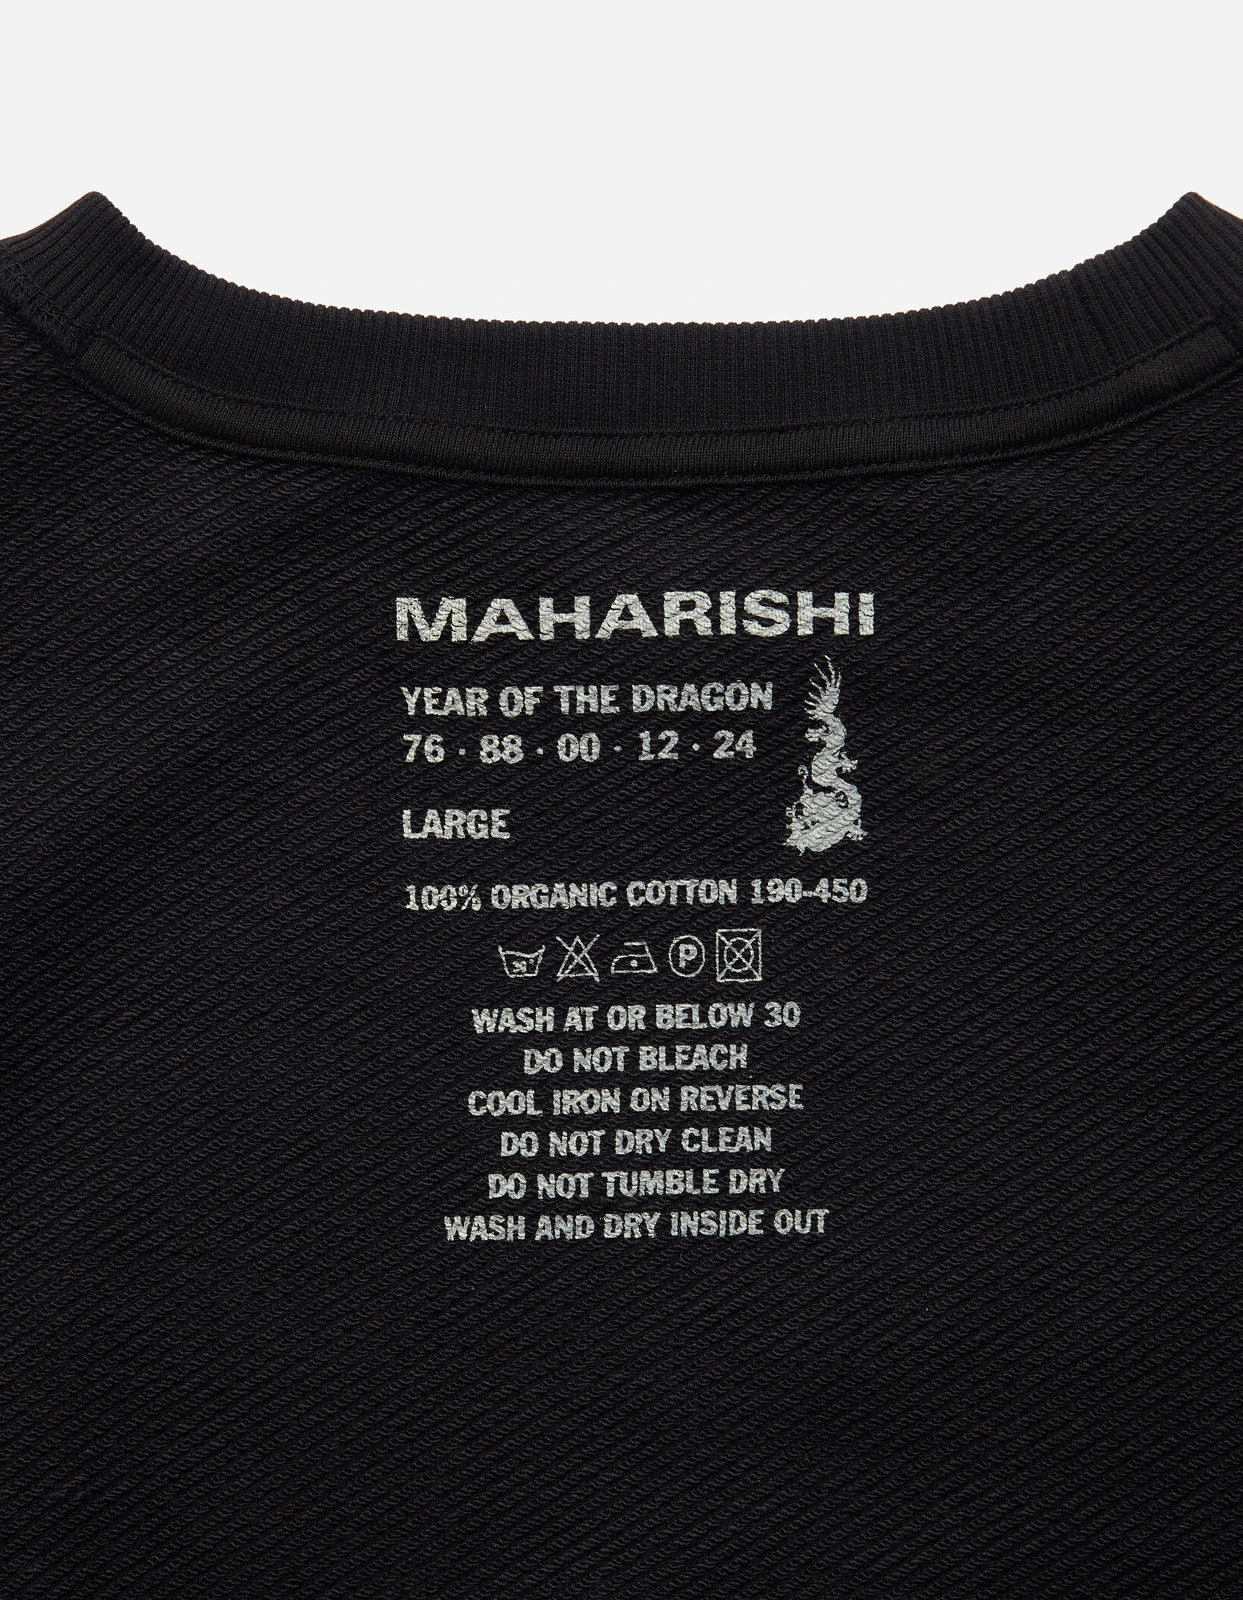 MAHARISHI
YEAR OF THE DRAGON
76 · 88 · 00 · 12 · 24
LARGE
100% ORGANIC COTTON 190-450
30 P
WASH AT OR BELOW 30
DO NOT BLEACH
COOL IRON ON REVERSE
DO NOT DRY CLEAN
DO NOT TUMBLE DRY
WASH AND DRY INSIDE OUT